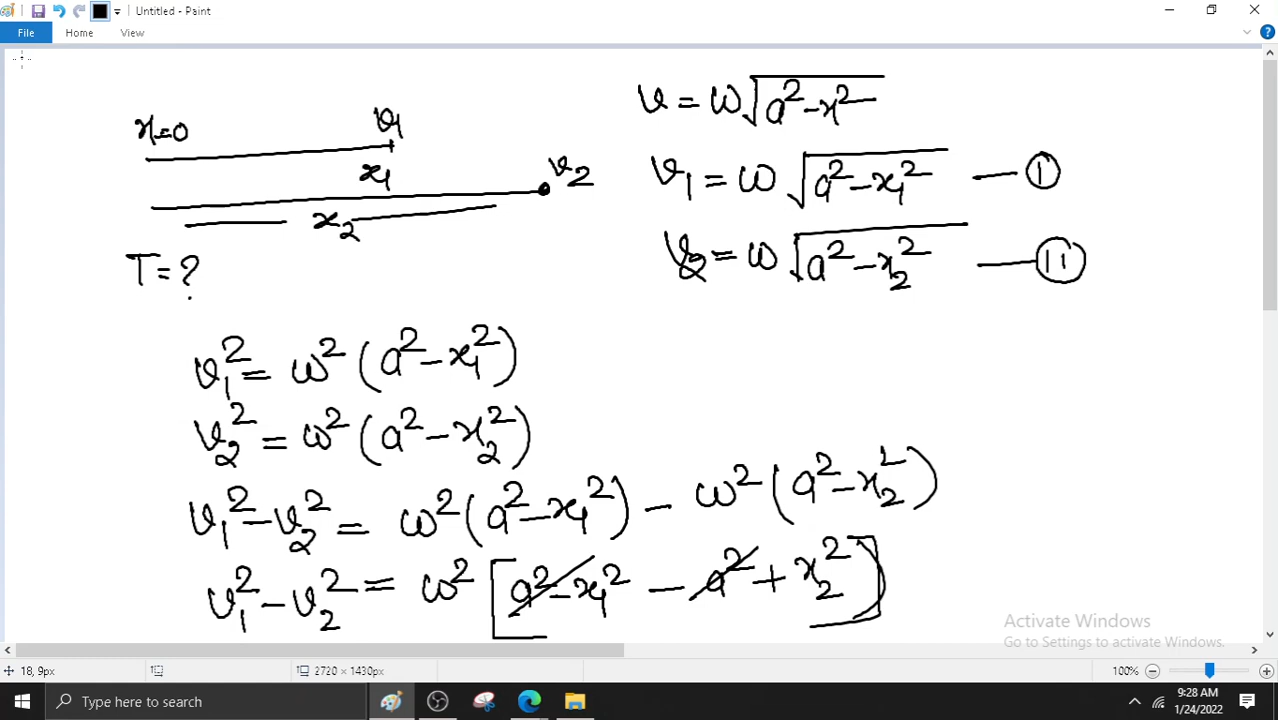 Untitled - Paint
File Home View
x=0
v₁
x₁
v₂
x₂
T=?
v = ω√(a²-x²)
v₁ = ω√(a²-x₁²) — ①
v₂ = ω√(a²-x₂²) — ⑪
v₁² = ω²(a²-x₁²)
v₂² = ω²(a²-x₂²)
v₁²-v₂² = ω²(a²-x₁²) - ω²(a²-x₂²)
v₁²-v₂² = ω²[a²-x₁² - a²+x₂²]
Activate Windows
Go to Settings to activate Windows.
18, 9px 2720 × 1430px 100%
Type here to search
9:28 AM
1/24/2022